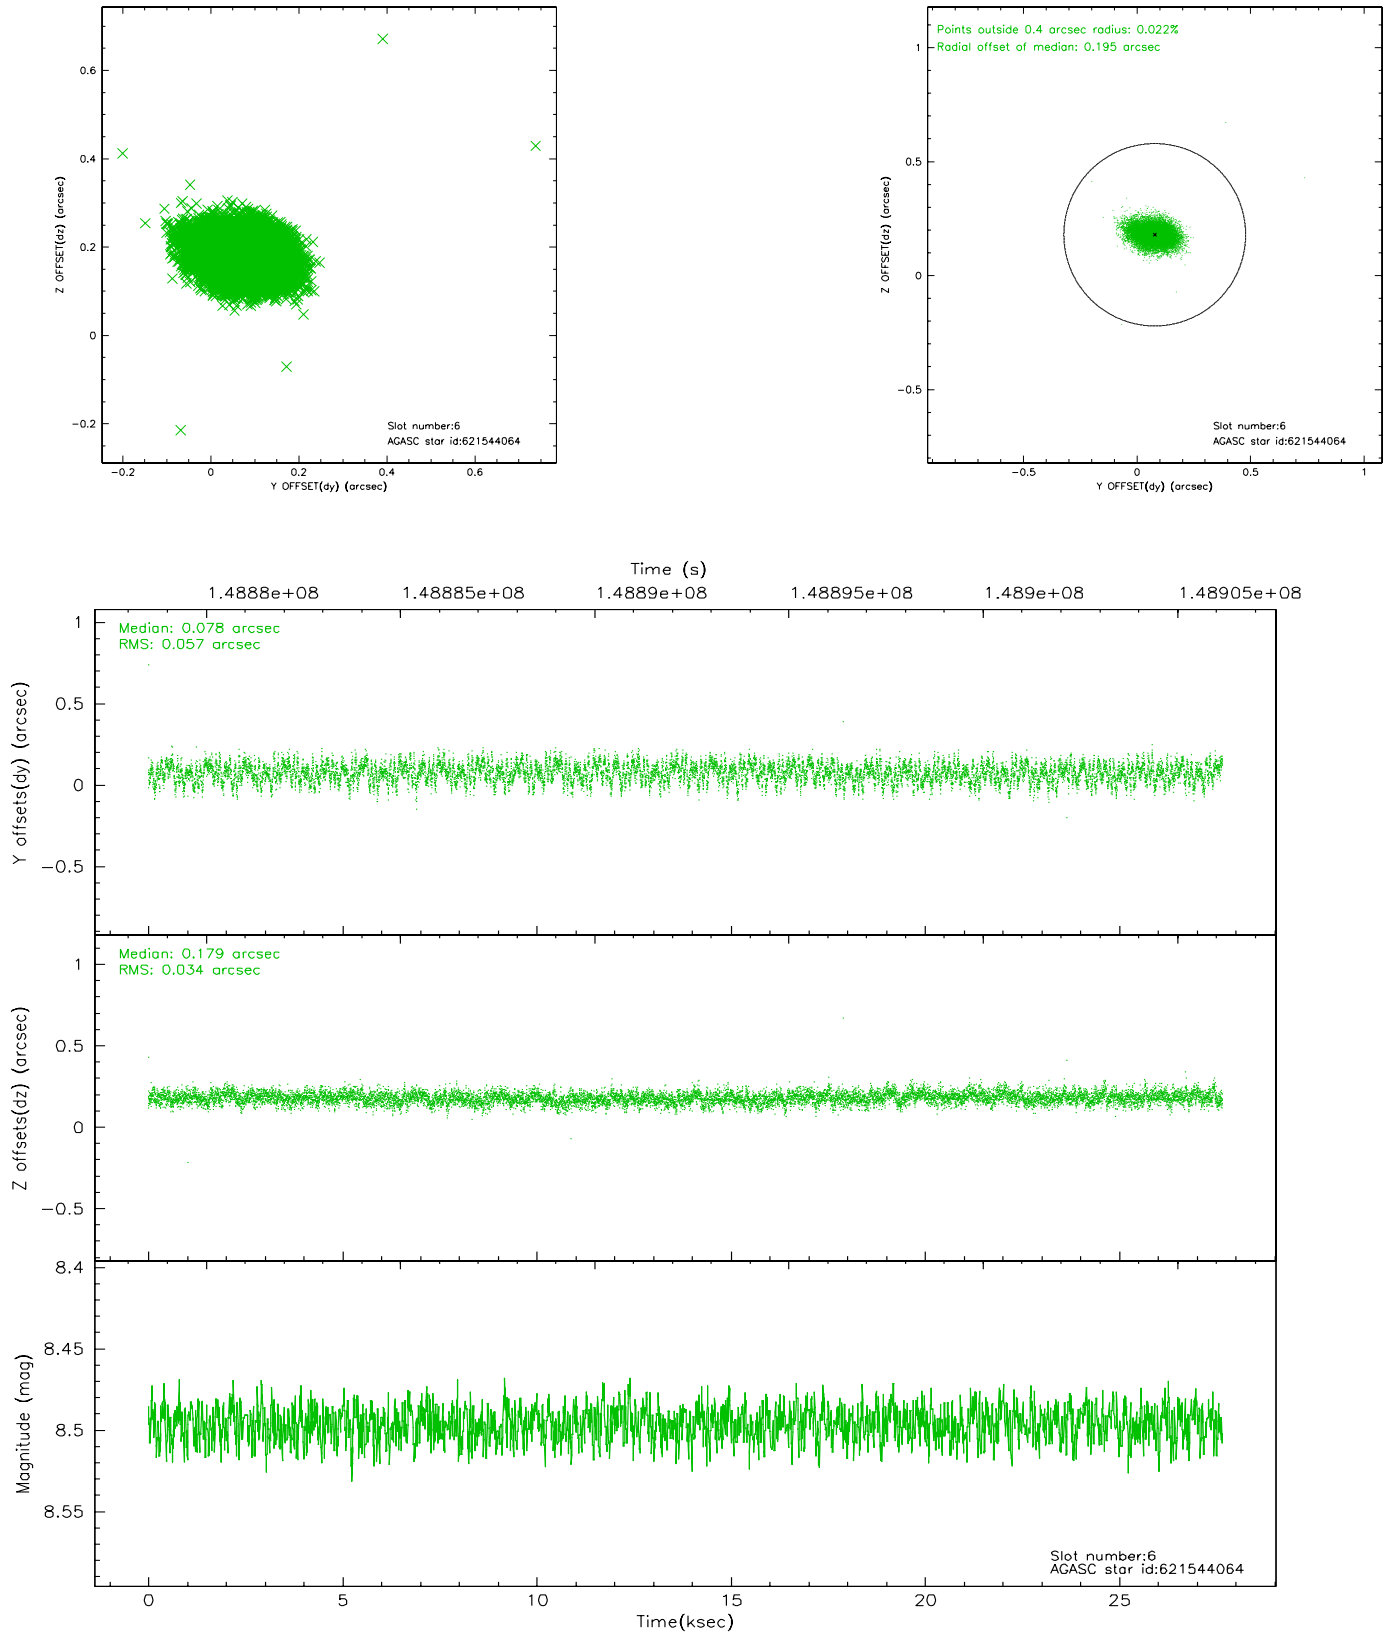 0.6
0.4
0.2
0
−0.2
Z OFFSET(dz) (arcsec)
Slot number:6
AGASC star id:621544064
−0.2 0 0.2 0.4 0.6
Y OFFSET(dy) (arcsec)
Points outside 0.4 arcsec radius: 0.022%
Radial offset of median: 0.195 arcsec
1
0.5
0
−0.5
Z OFFSET(dz) (arcsec)
Slot number:6
AGASC star id:621544064
−0.5 0 0.5 1
Y OFFSET(dy) (arcsec)
Time (s)
1.4888e+08 1.48885e+08 1.4889e+08 1.48895e+08 1.489e+08 1.48905e+08
Median: 0.078 arcsec
RMS: 0.057 arcsec
1
0.5
0
−0.5
Y offsets(dy) (arcsec)
Median: 0.179 arcsec
RMS: 0.034 arcsec
1
0.5
0
−0.5
Z offsets(dz) (arcsec)
8.4
8.45
8.5
8.55
Magnitude (mag)
Slot number:6
AGASC star id:621544064
0 5 10 15 20 25
Time(ksec)